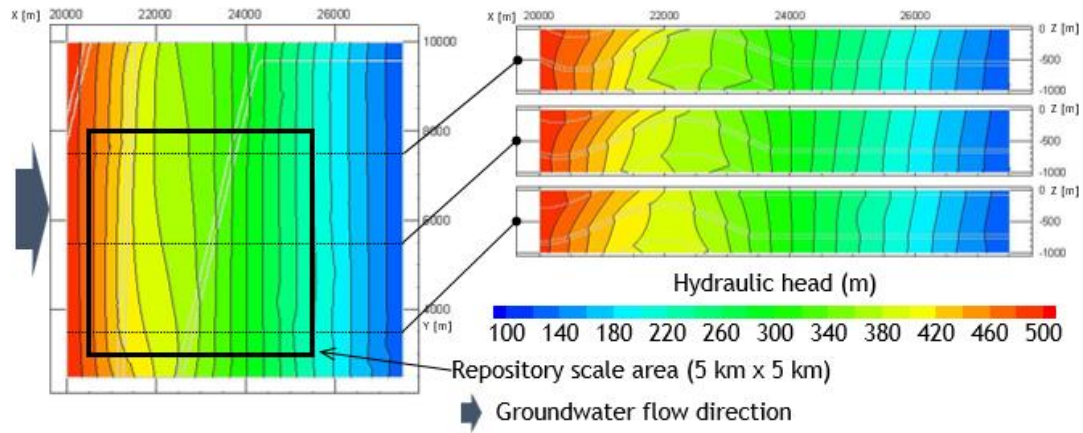 X [m] 20000 22000 24000 26000
10000
8000
6000
4000
Y [m]
X [m] 20000 22000 24000 26000
0 Z [m]
-500
-1000
0 Z [m]
-500
-1000
0 Z [m]
-500
-1000
Hydraulic head (m)
100 140 180 220 260 300 340 380 420 460 500
Repository scale area (5 km x 5 km)
Groundwater flow direction